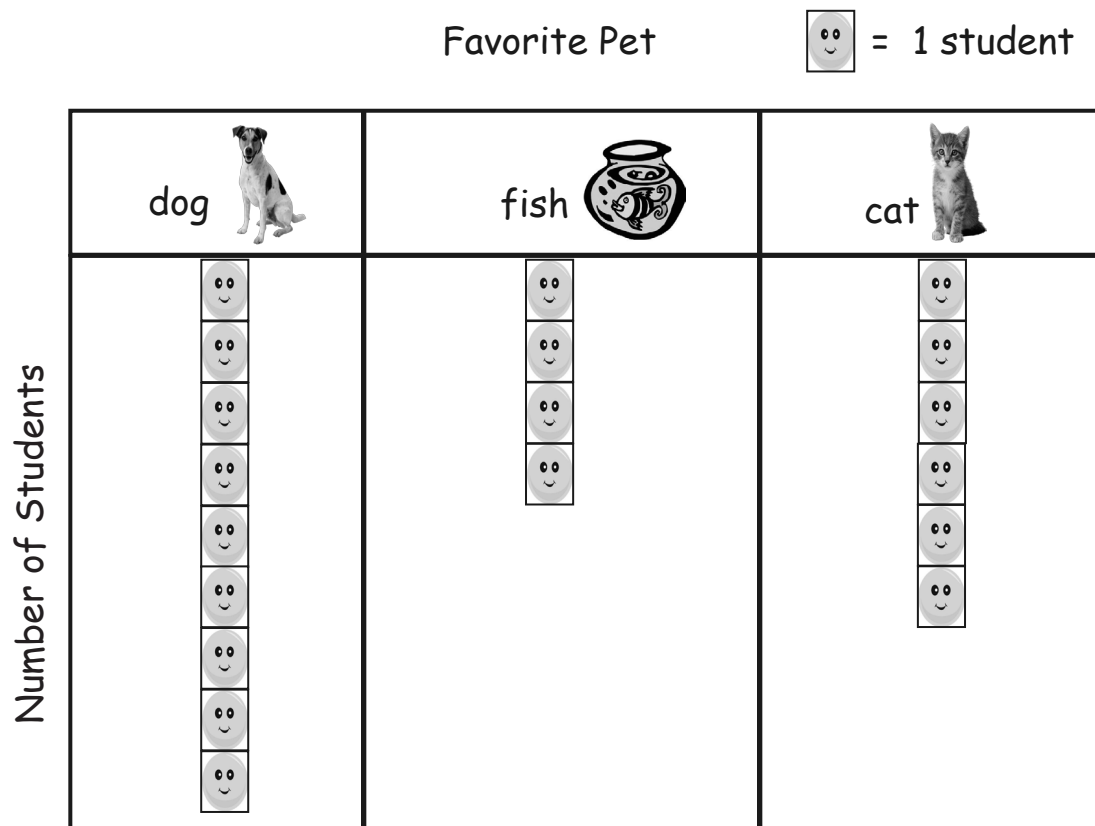 Favorite Pet
= 1 student
dog
fish
cat
Number of Students